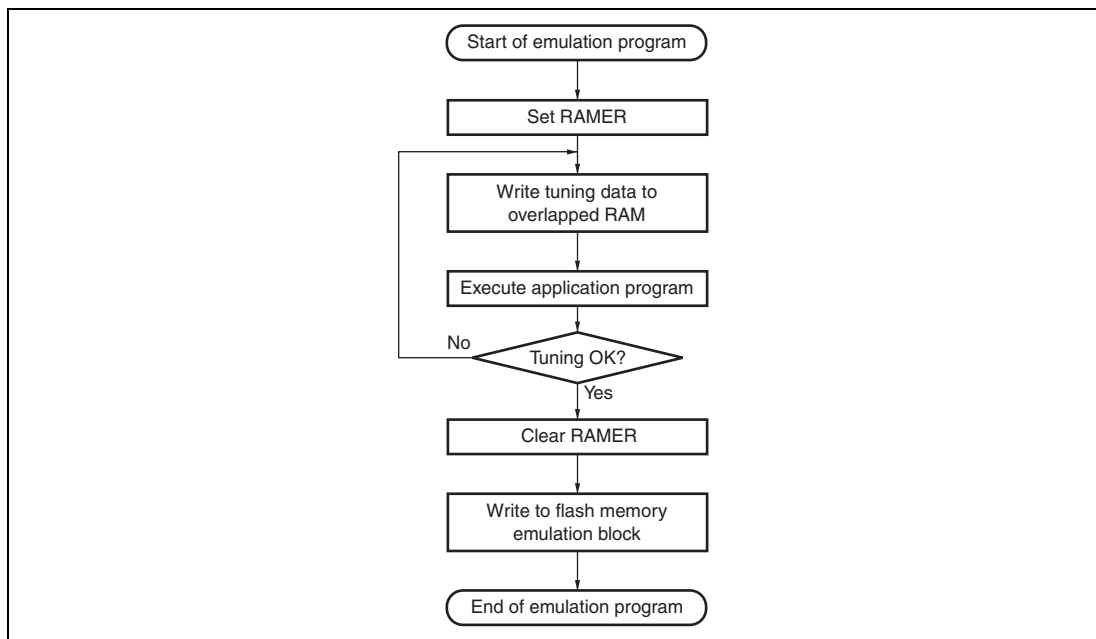 Start of emulation program
Set RAMER
Write tuning data to
overlapped RAM
Execute application program
No
Tuning OK?
Yes
Clear RAMER
Write to flash memory
emulation block
End of emulation program